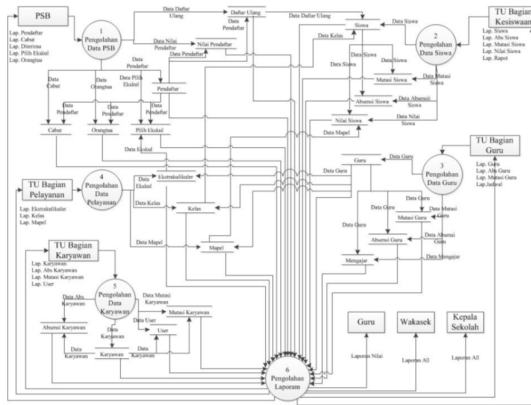 PSB
Lap. Pendaftar
Lap. Cabut
Lap. Diterima
Lap. Pilih Ekskul
Lap. Orangtua
1
Pengolahan
Data PSB
Data Daftar
Ulang
Daftar Ulang
Data Daftar Ulang
Data Nilai
Pendaftar
Nilai Pendaftar
Data Pendaftar
Data Kelas
Siswa
Data Siswa
2
Pengolahan
Data Siswa
TU Bagian
Kesiswaan
Lap. Siswa
Lap. Abs Siswa
Lap. Mutasi Siswa
Lap. Nilai Siswa
Lap. Rapot
Data
Cabut
Data
Pendaftar
Data
Orangtua
Data
Pendaftar
Data Pilih
Ekskul
Data
Pendaftar
Pendaftar
Data
Pendaftar
Cabut
Orangtua
Pilih Ekskul
Data
Siswa
Data
Siswa
Data
Siswa
Mutasi Siswa
Data Mutasi
Siswa
Absensi Siswa
Data Absensi
Siswa
Nilai Siswa
Data Nilai
Siswa
Data Mapel
TU Bagian
Pelayanan
Lap. Ekstrakulikuler
Lap. Kelas
Lap. Mapel
4
Pengolahan
Data
Pelayanan
Data
Ekskul
Data
Ekskul
Ekstrakulikuler
Data Kelas
Kelas
Data Mapel
Mapel
Guru
Data Guru
Data Guru
3
Pengolahan
Data Guru
TU Bagian
Guru
Lap. Guru
Lap. Abs Guru
Lap. Mutasi Guru
Lap.Jadwal
Data Guru
Data Guru
Data Guru
Mutasi Guru
Data Mutasi
Guru
Absensi Guru
Data Absensi
Guru
Mengajar
Data Mengajar
TU Bagian
Karyawan
Lap. Karyawan
Lap. Abs Karyawan
Lap. Mutasi Karyawan
Lap. User
5
Pengolahan
Data
Karyawan
Data Abs
Karyawan
Data Mutasi
Karyawan
Mutasi Karyawan
Data User
User
Absensi Karyawan
Data
Karyawan
Karyawan
Data
Karyawan
Data
Karyawan
6
Pengolahan
Laporam
Guru
Wakasek
Kepala
Sekolah
Laporan Nilai
Laporan All
Laporan All